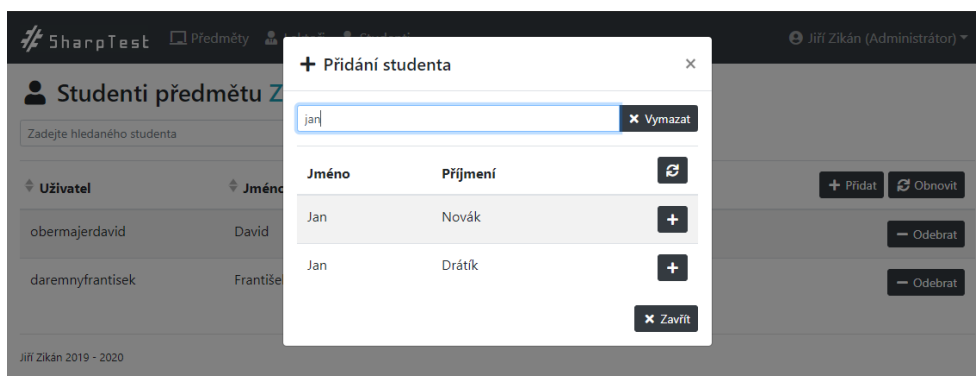 SharpTest Předměty Jiří Zikán (Administrátor)
Přidání studenta ×
Studenti předmětu Z
jan Vymazat
Zadejte hledaného studenta
Jméno Příjmení
Uživatel Jméno Přidat Obnovit
Jan Novák
obermajerdavid David Odebrat
Jan Drátík
daremnyfrantisek Františe Odebrat
Zavřít
Jiří Zikán 2019 - 2020